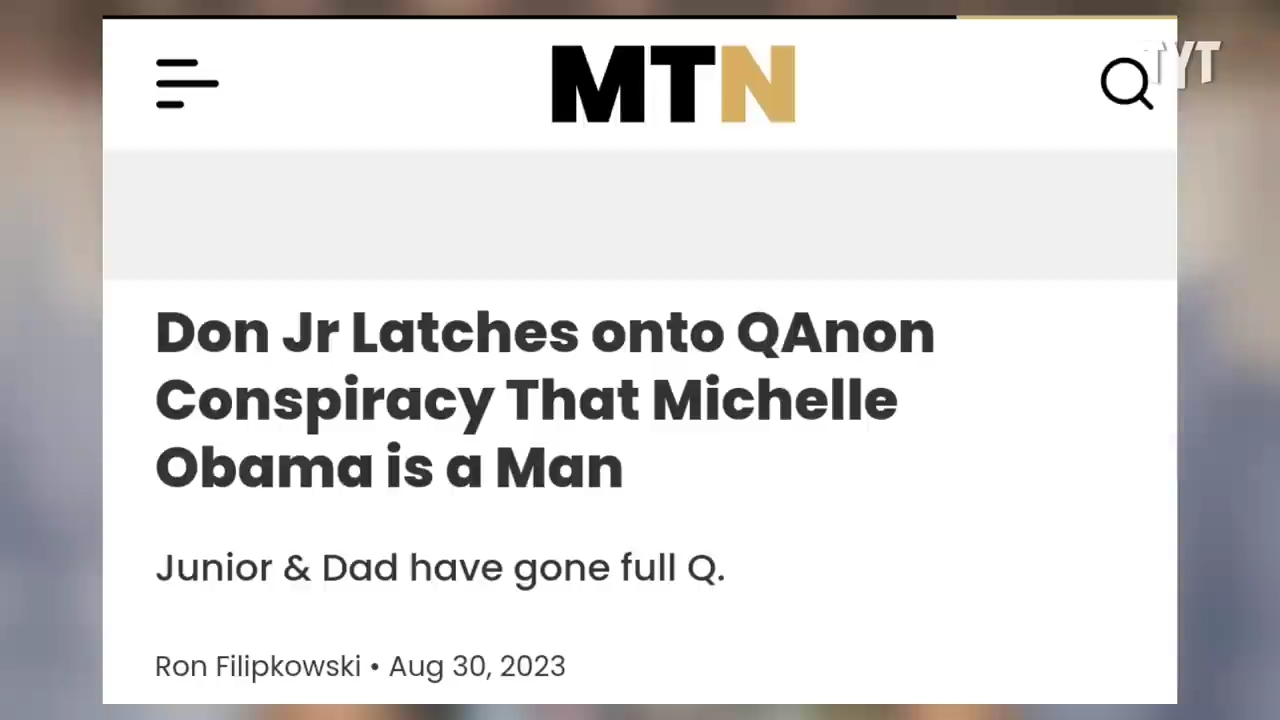 MTN
TYT
Don Jr Latches onto QAnon
Conspiracy That Michelle
Obama is a Man
Junior & Dad have gone full Q.
Ron Filipkowski • Aug 30, 2023